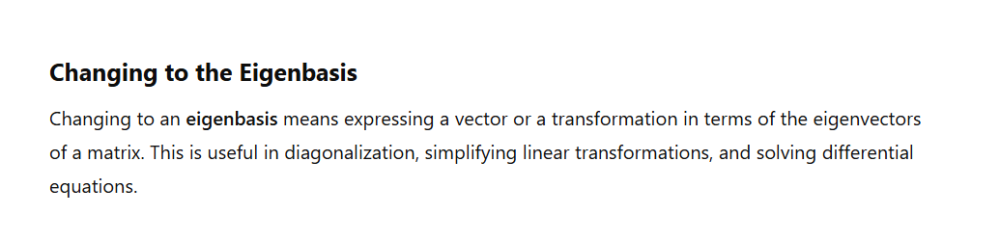 Changing to the Eigenbasis
Changing to an eigenbasis means expressing a vector or a transformation in terms of the eigenvectors
of a matrix. This is useful in diagonalization, simplifying linear transformations, and solving differential
equations.